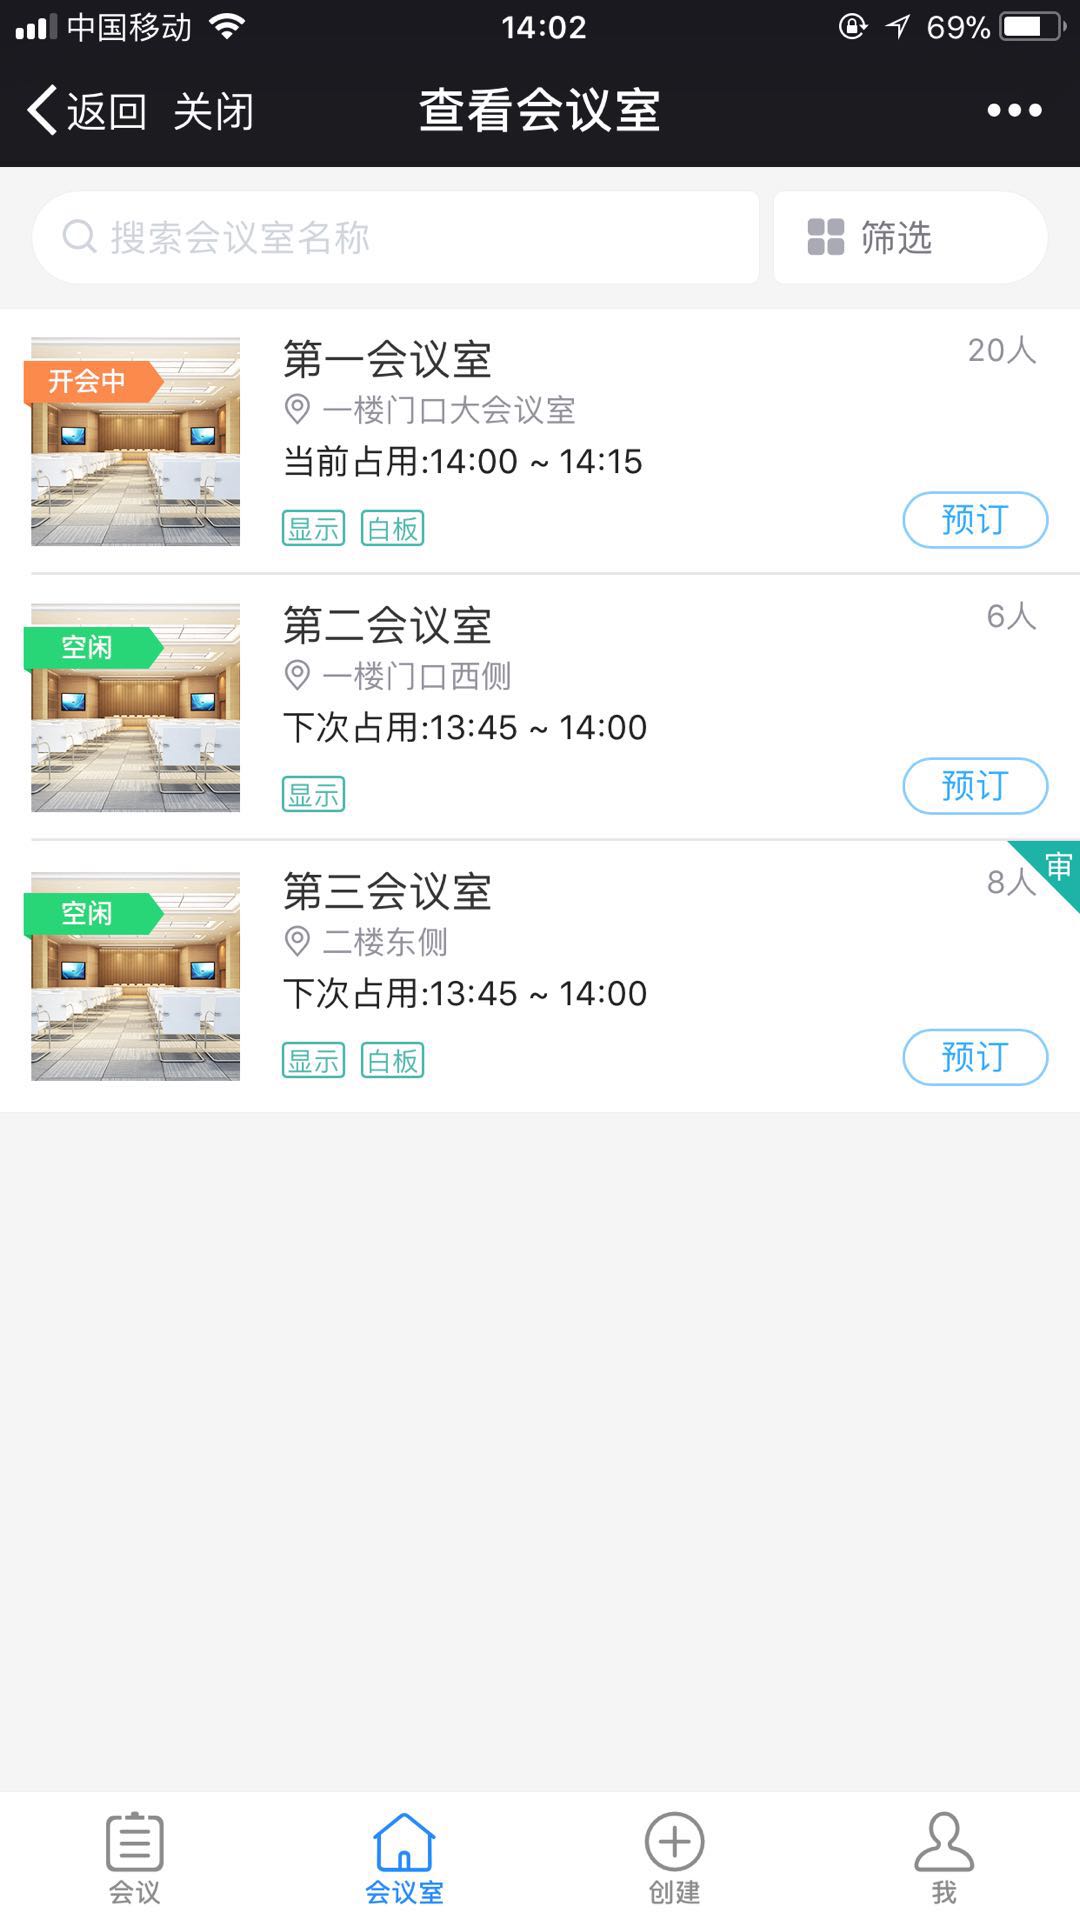 中国移动 14:02 69%
返回 关闭 查看会议室
搜索会议室名称 筛选
开会中
第一会议室 20人
一楼门口大会议室
当前占用:14:00 ~ 14:15
显示 白板 预订
空闲
第二会议室 6人
一楼门口西侧
下次占用:13:45 ~ 14:00
显示 预订
空闲
第三会议室 8人 审
二楼东侧
下次占用:13:45 ~ 14:00
显示 白板 预订
会议 会议室 创建 我